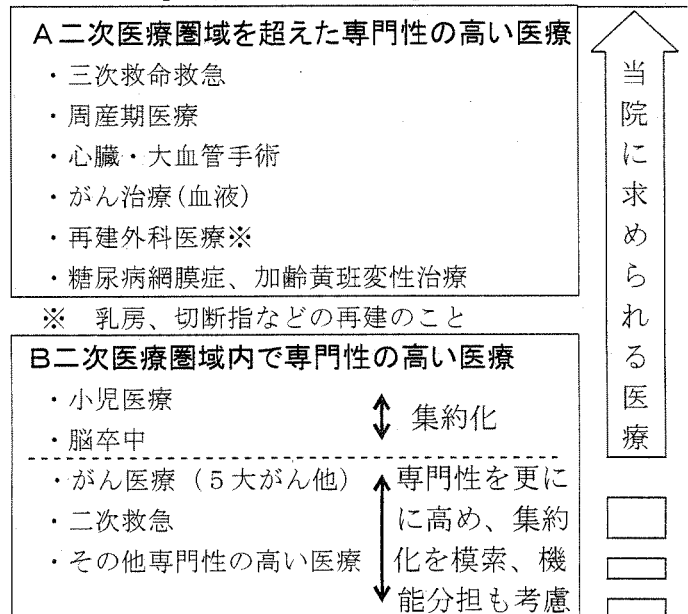 A二次医療圏域を超えた専門性の高い医療
・三次救命救急
・周産期医療
・心臓・大血管手術
・がん治療(血液)
・再建外科医療※
・糖尿病網膜症、加齢黄班変性治療
※ 乳房、切断指などの再建のこと
B二次医療圏域内で専門性の高い医療
・小児医療
・脳卒中
集約化
・がん医療（５大がん他）
・二次救急
・その他専門性の高い医療
専門性を更に
に高め、集約
化を模索、機
能分担も考慮
当院に求められる医療